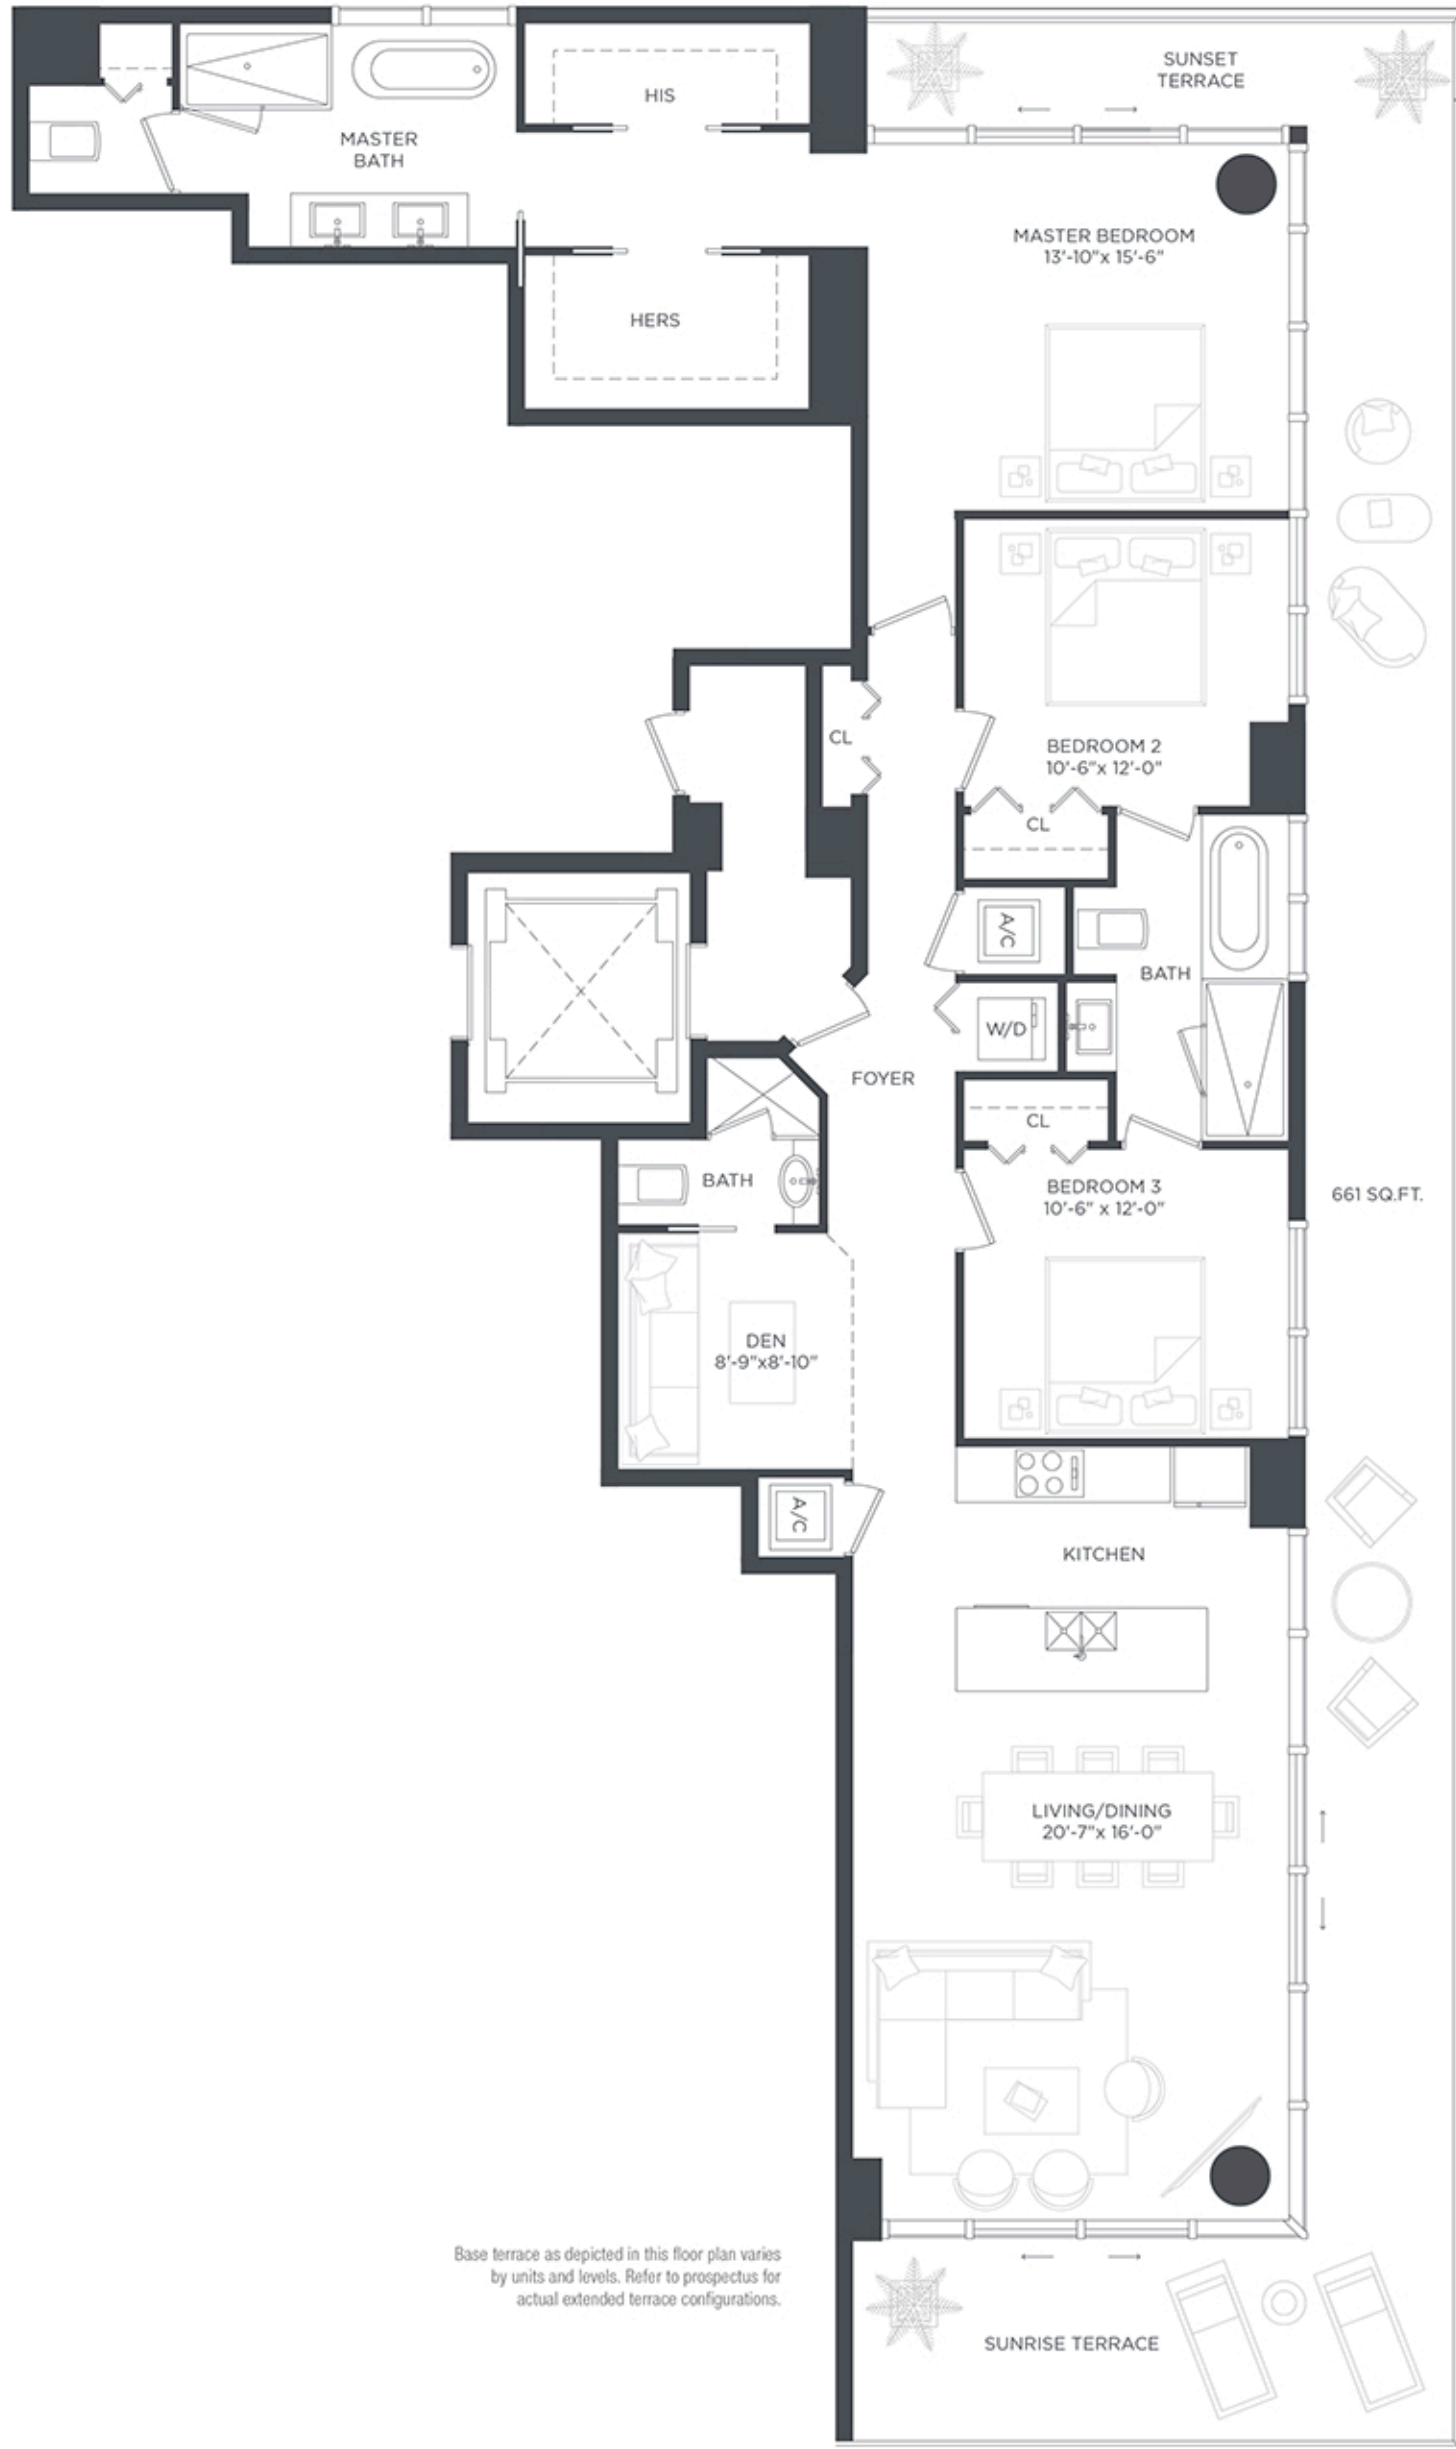 SUNSET
TERRACE
HIS
MASTER
BATH
MASTER BEDROOM
13'-10"x 15'-6"
HERS
CL
BEDROOM 2
10'-6"x 12'-0"
CL
A/C
BATH
W/D
FOYER
CL
BATH
BEDROOM 3
10'-6" x 12'-0"
661 SQ.FT.
DEN
8'-9"x8'-10"
A/C
KITCHEN
LIVING/DINING
20'-7"x 16'-0"
Base terrace as depicted in this floor plan varies
by units and levels. Refer to prospectus for
actual extended terrace configurations.
SUNRISE TERRACE